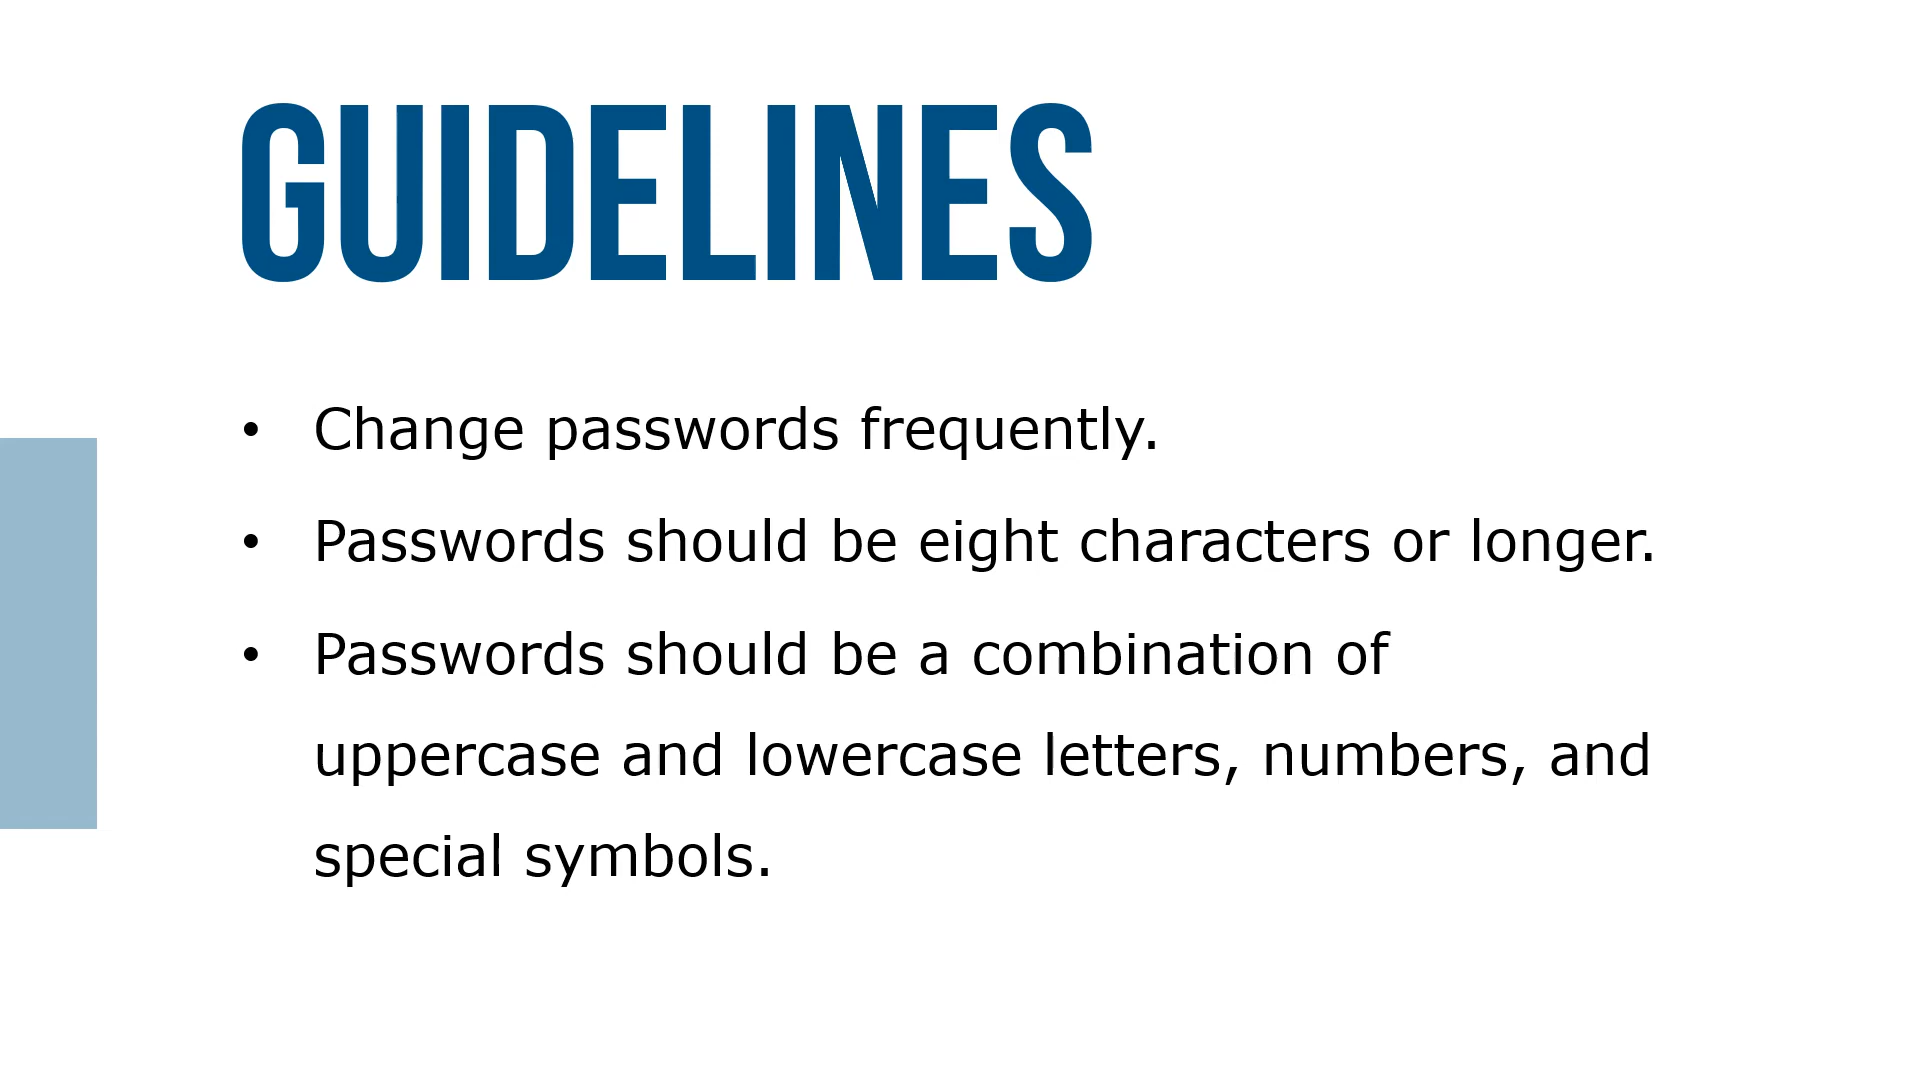 GUIDELINES
• Change passwords frequently.
• Passwords should be eight characters or longer.
• Passwords should be a combination of
uppercase and lowercase letters, numbers, and
special symbols.